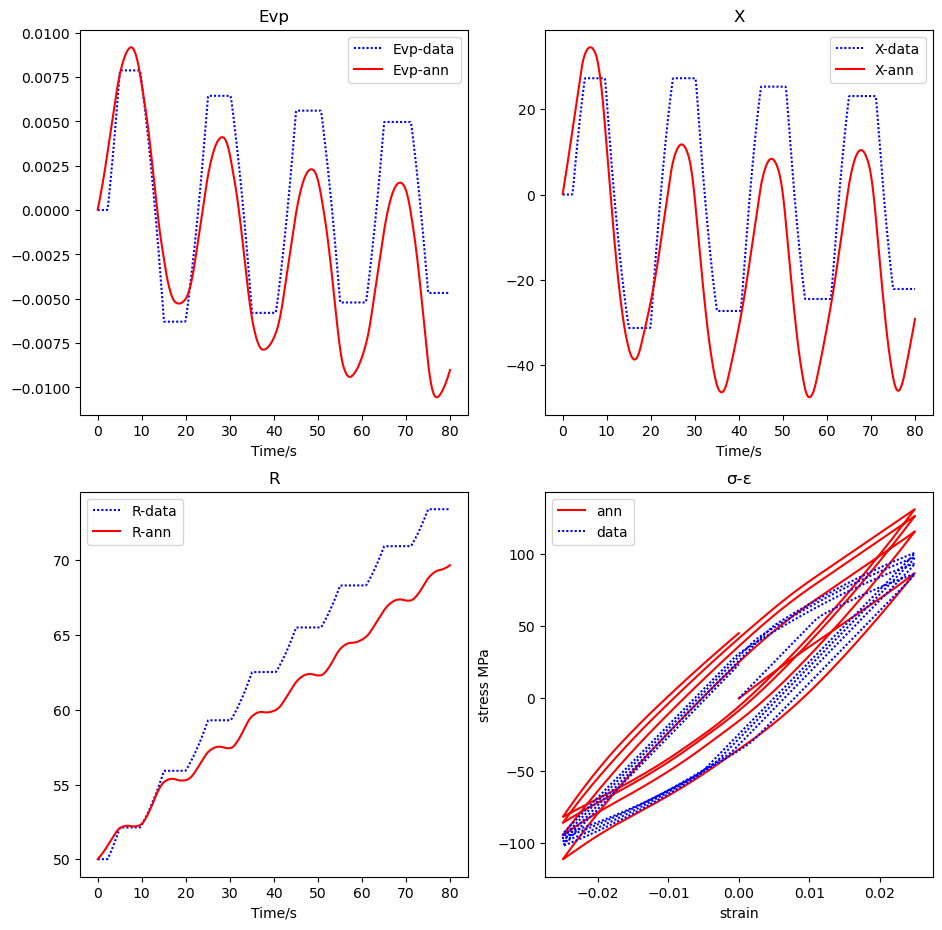 Evp
0.0100
0.0075
0.0050
0.0025
0.0000
−0.0025
−0.0050
−0.0075
−0.0100
Evp-data
Evp-ann
0 10 20 30 40 50 60 70 80
Time/s
X
20
0
−20
−40
X-data
X-ann
0 10 20 30 40 50 60 70 80
Time/s
R
70
65
60
55
50
R-data
R-ann
0 10 20 30 40 50 60 70 80
Time/s
σ-ε
stress MPa
100
50
0
−50
−100
ann
data
−0.02 −0.01 0.00 0.01 0.02
strain